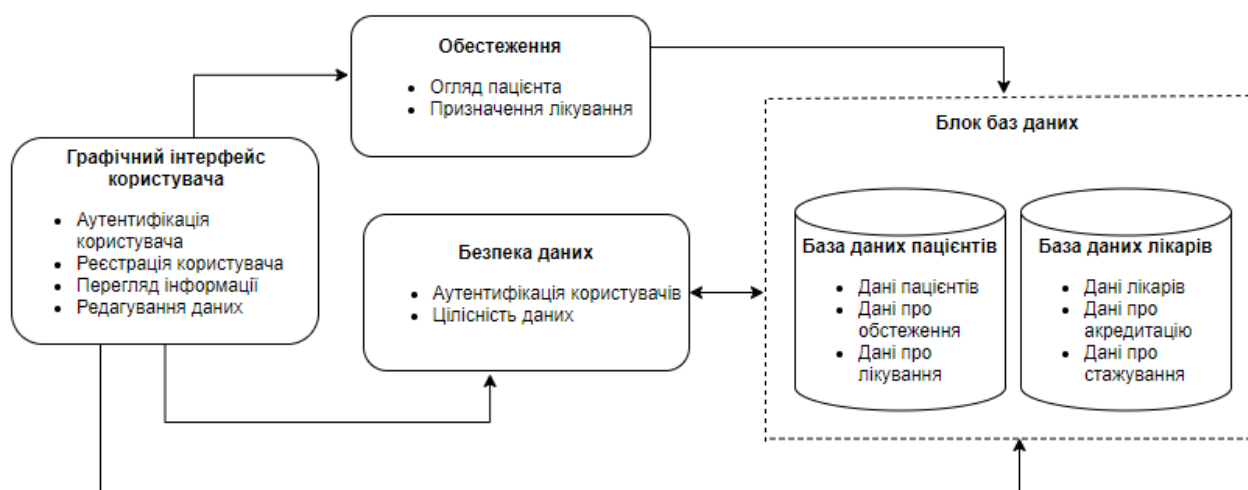 Обестеження
• Огляд пацієнта
• Призначення лікування
Блок баз даних
Графічний інтерфейс
користувача
• Аутентифікація
користувача
• Реєстрація користувача
• Перегляд інформації
• Редагування даних
Безпека даних
• Аутентифікація користувачів
• Цілісність даних
База даних пацієнтів
• Дані пацієнтів
• Дані про
обстеження
• Дані про
лікування
База даних лікарів
• Дані лікарів
• Дані про
акредитацію
• Дані про
стажування